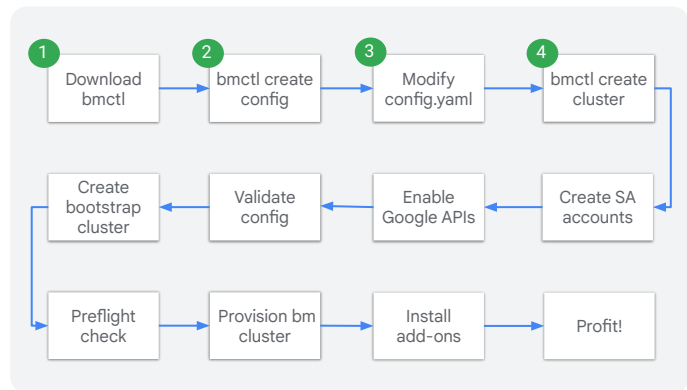 1
Download
bmctl
2
bmctl create
config
3
Modify
config.yaml
4
bmctl create
cluster
Create
bootstrap
cluster
Validate
config
Enable
Google APIs
Create SA
accounts
Preflight
check
Provision bm
cluster
Install
add-ons
Profit!